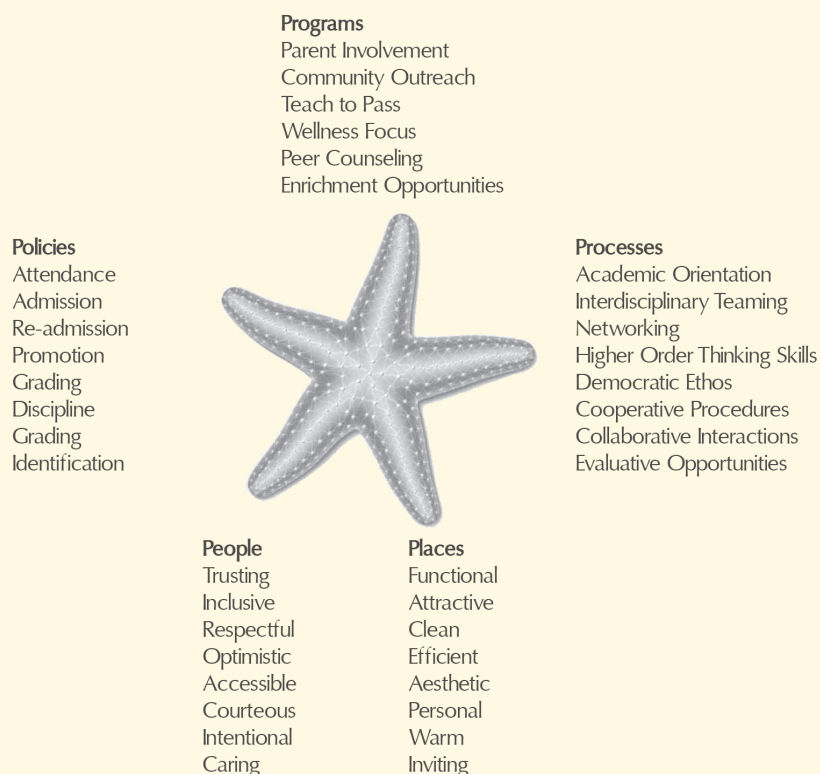 Programs
Parent Involvement
Community Outreach
Teach to Pass
Wellness Focus
Peer Counseling
Enrichment Opportunities
Policies
Attendance
Admission
Re-admission
Promotion
Grading
Discipline
Grading
Identification
Processes
Academic Orientation
Interdisciplinary Teaming
Networking
Higher Order Thinking Skills
Democratic Ethos
Cooperative Procedures
Collaborative Interactions
Evaluative Opportunities
People
Trusting
Inclusive
Respectful
Optimistic
Accessible
Courteous
Intentional
Caring
Places
Functional
Attractive
Clean
Efficient
Aesthetic
Personal
Warm
Inviting